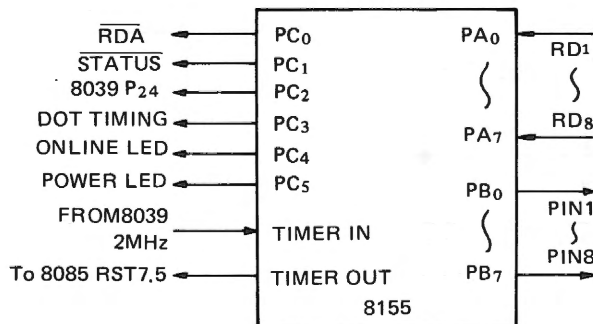 RDA PC0 PA0 RD1
STATUS PC1
8039 P24 PC2
DOT TIMING PC3 PA7 RD8
ONLINE LED PC4
POWER LED PC5 PB0 PIN1
FROM8039
2MHz TIMER IN PIN8
To 8085 RST7.5 TIMER OUT PB7
8155